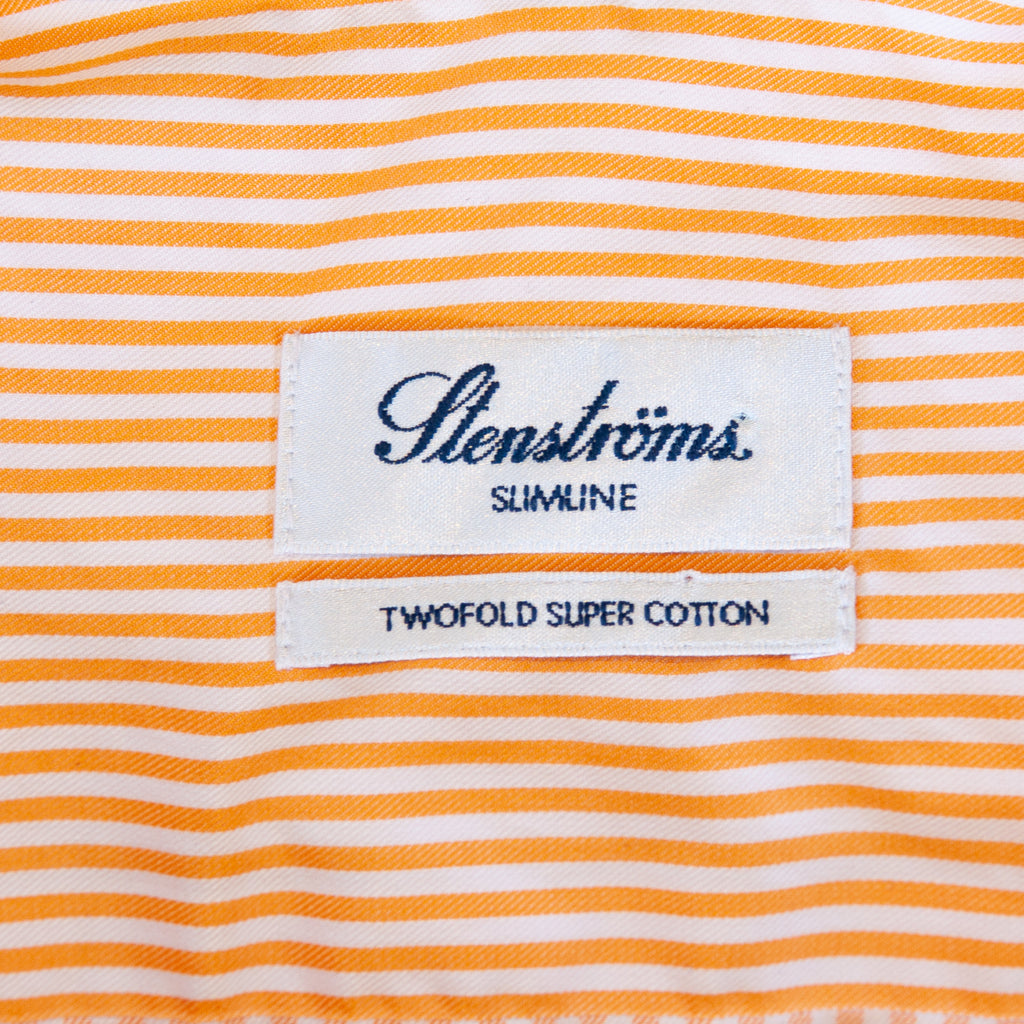 Stenströms
SLIMLINE
TWOFOLD SUPER COTTON